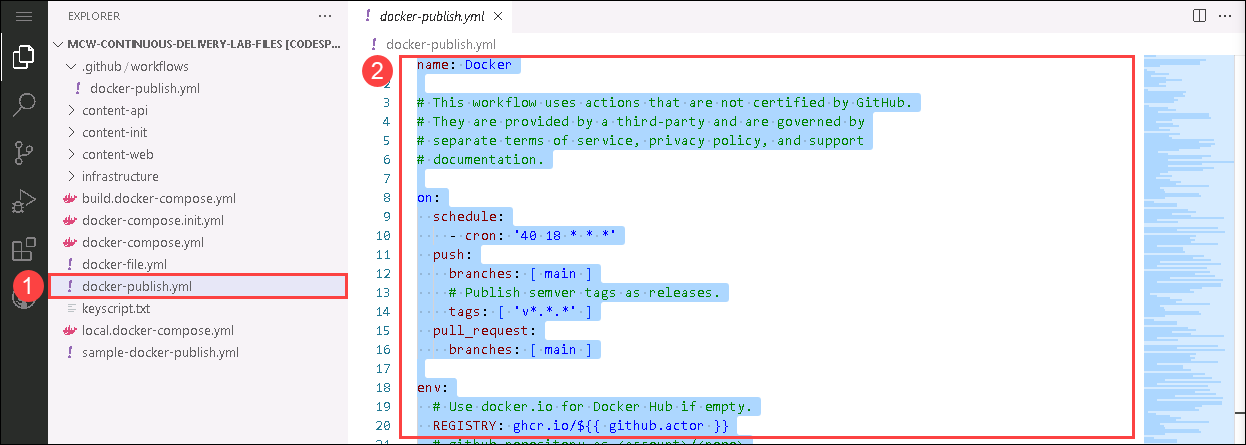 EXPLORER
···
MCW-CONTINUOUS-DELIVERY-LAB-FILES [CODESP...
.github / workflows
! docker-publish.yml
content-api
content-init
content-web
infrastructure
build.docker-compose.yml
docker-compose.init.yml
docker-compose.yml
! docker-file.yml
1
! docker-publish.yml
keyscript.txt
local.docker-compose.yml
! sample-docker-publish.yml
! docker-publish.yml ×
···
! docker-publish.yml
2
name: Docker
2
3 # This workflow uses actions that are not certified by GitHub.
4 # They are provided by a third-party and are governed by
5 # separate terms of service, privacy policy, and support
6 # documentation.
7
8 on:
9 schedule:
10 - cron: '40 18 * * *'
11 push:
12 branches: [ main ]
13 # Publish semver tags as releases.
14 tags: [ 'v*.*.*' ]
15 pull_request:
16 branches: [ main ]
17
18 env:
19 # Use docker.io for Docker Hub if empty.
20 REGISTRY: ghcr.io/${{ github.actor }}
21 # github.repository as <account>/<repo>